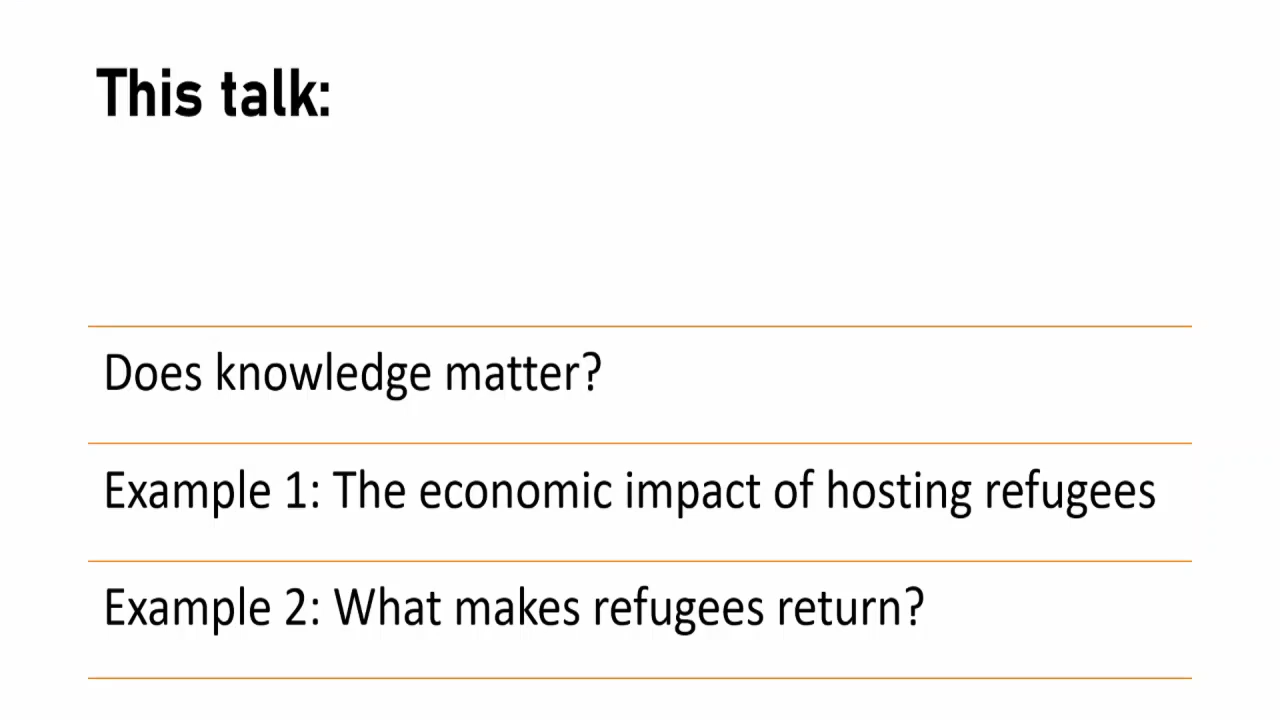 This talk:
Does knowledge matter?
Example 1: The economic impact of hosting refugees
Example 2: What makes refugees return?